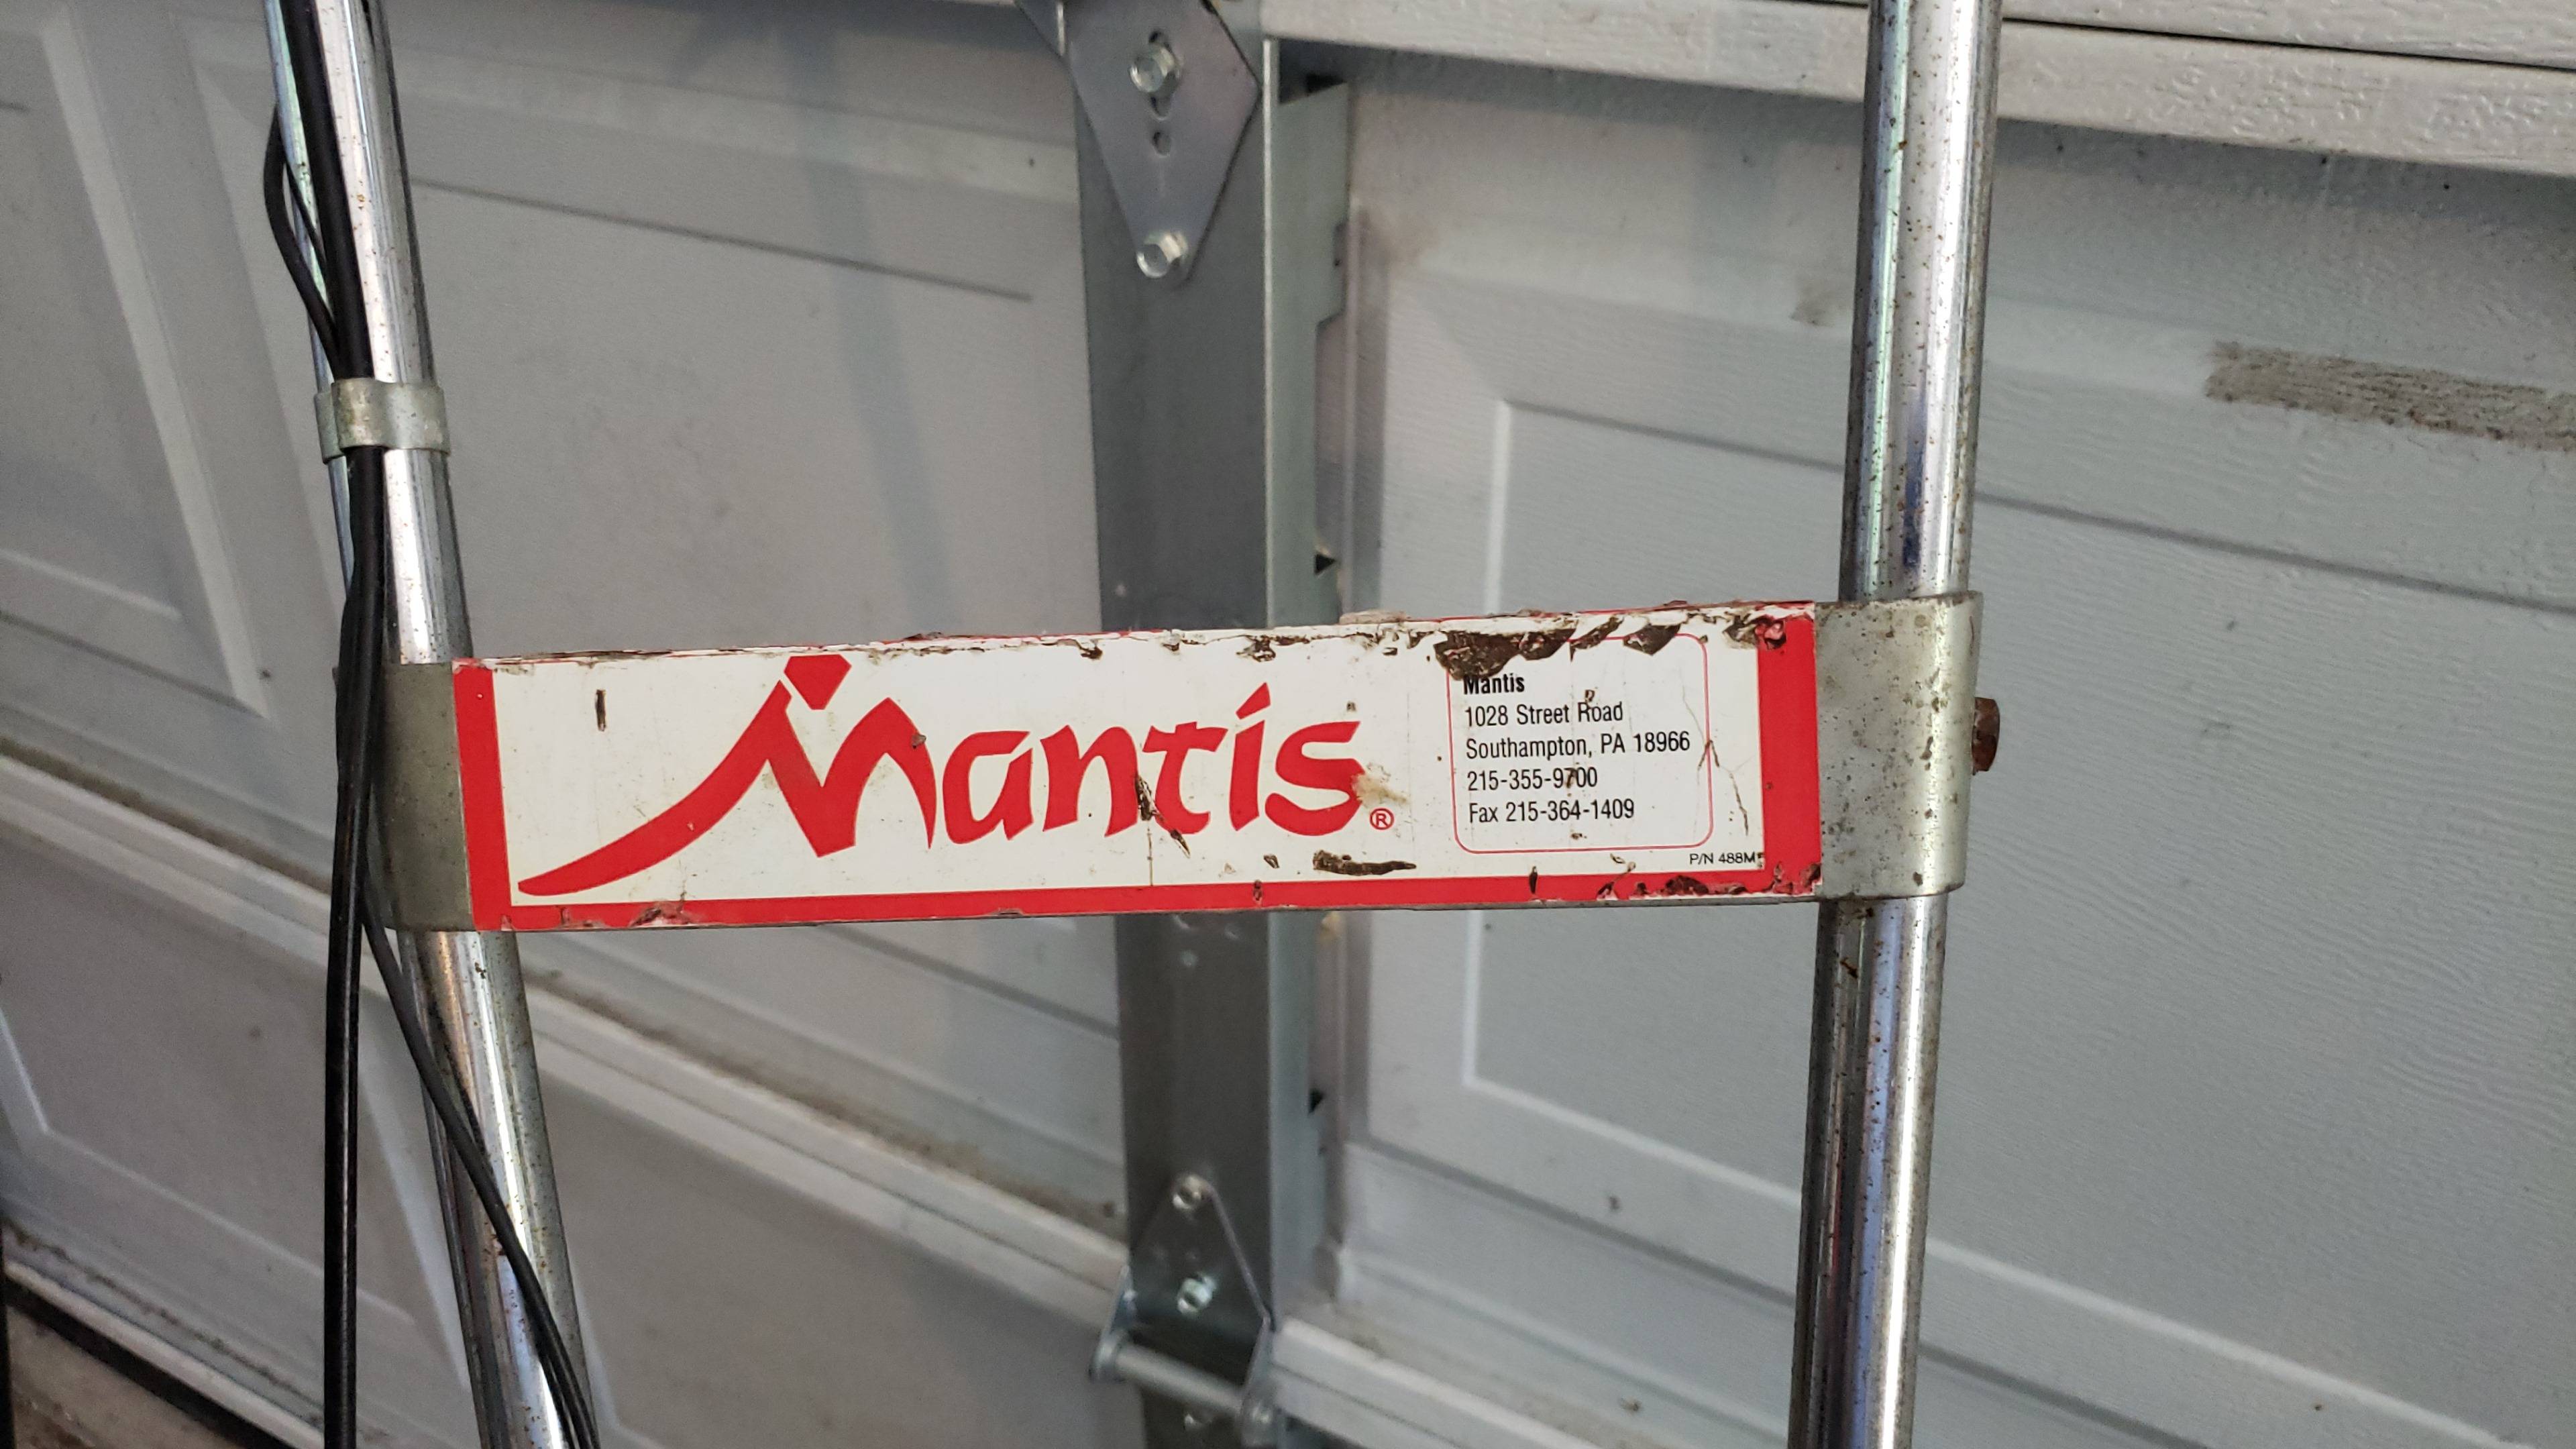 Mantis®
Mantis
1028 Street Road
Southampton, PA 18966
215-355-9700
Fax 215-364-1409
P/N 488M